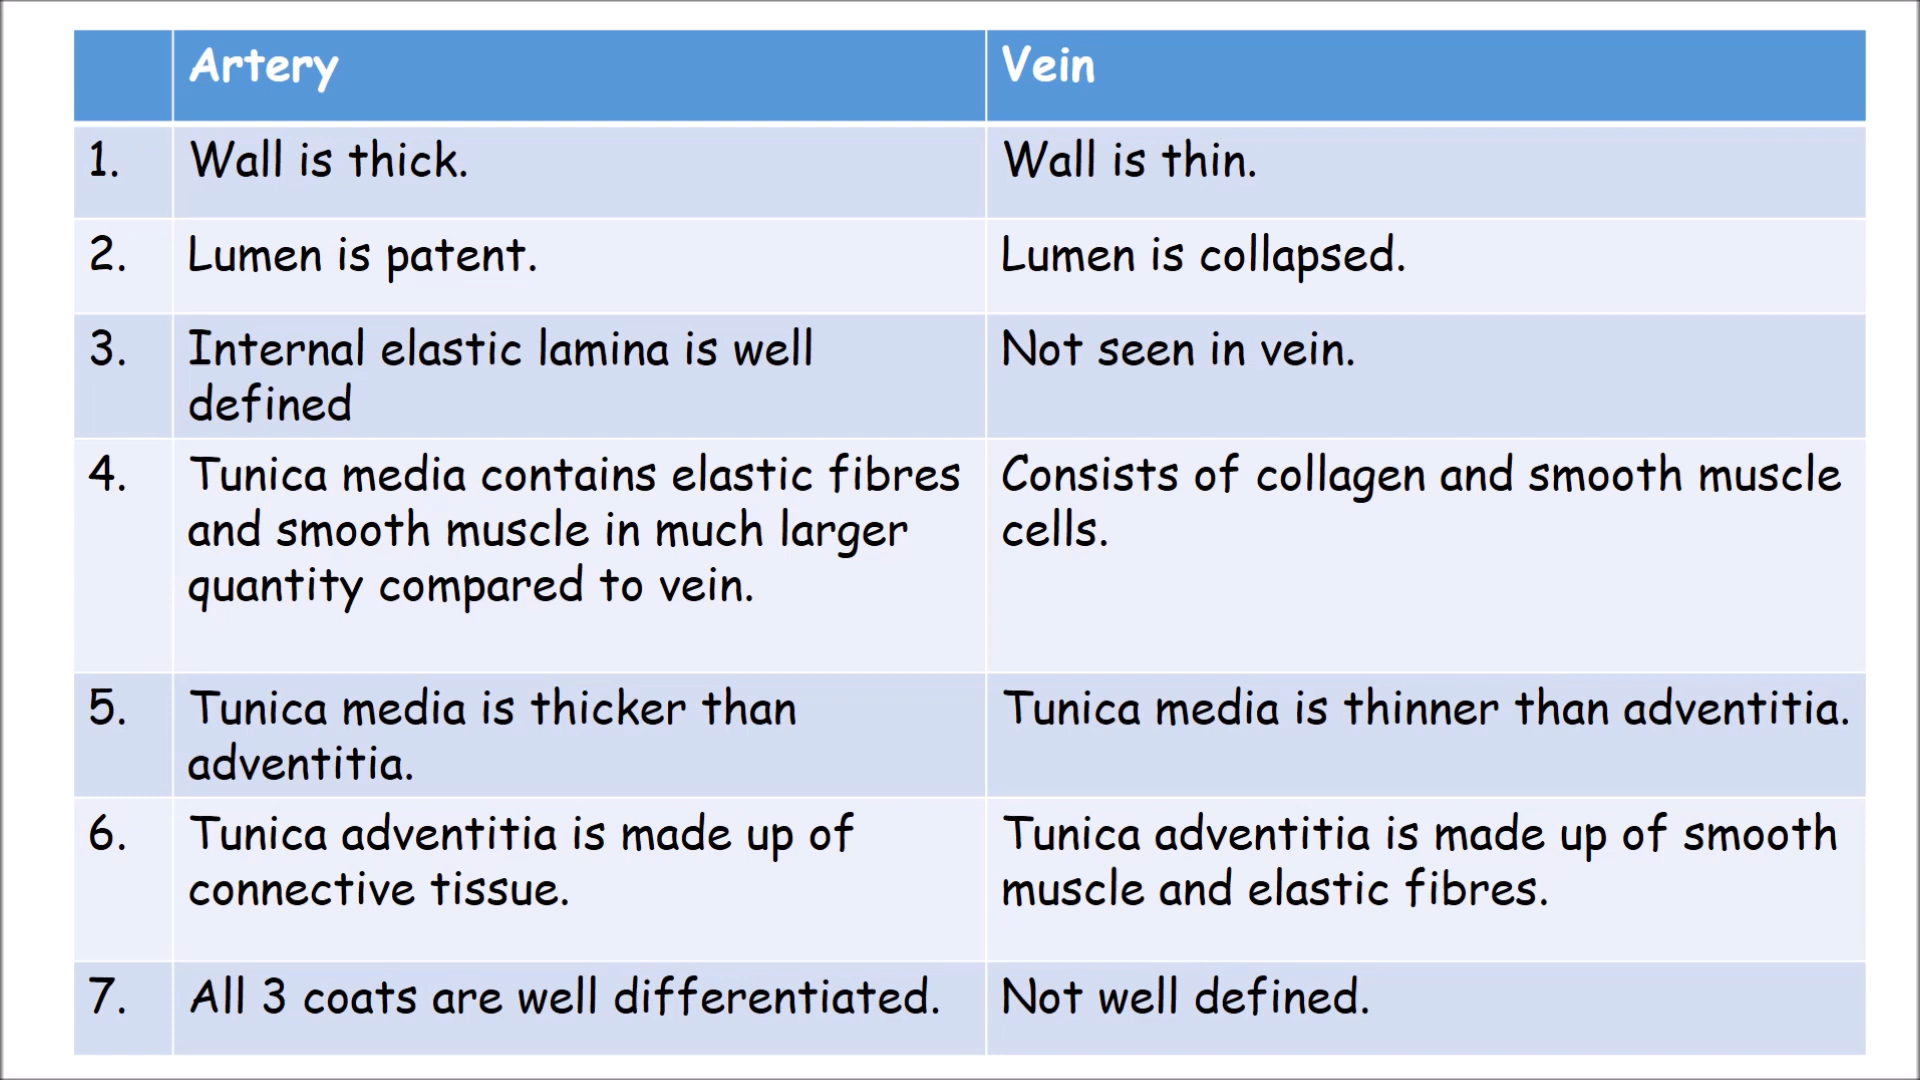 Artery
Vein
1.
Wall is thick.
Wall is thin.
2.
Lumen is patent.
Lumen is collapsed.
3.
Internal elastic lamina is well
defined
Not seen in vein.
4.
Tunica media contains elastic fibres
and smooth muscle in much larger
quantity compared to vein.
Consists of collagen and smooth muscle
cells.
5.
Tunica media is thicker than
adventitia.
Tunica media is thinner than adventitia.
6.
Tunica adventitia is made up of
connective tissue.
Tunica adventitia is made up of smooth
muscle and elastic fibres.
7.
All 3 coats are well differentiated.
Not well defined.